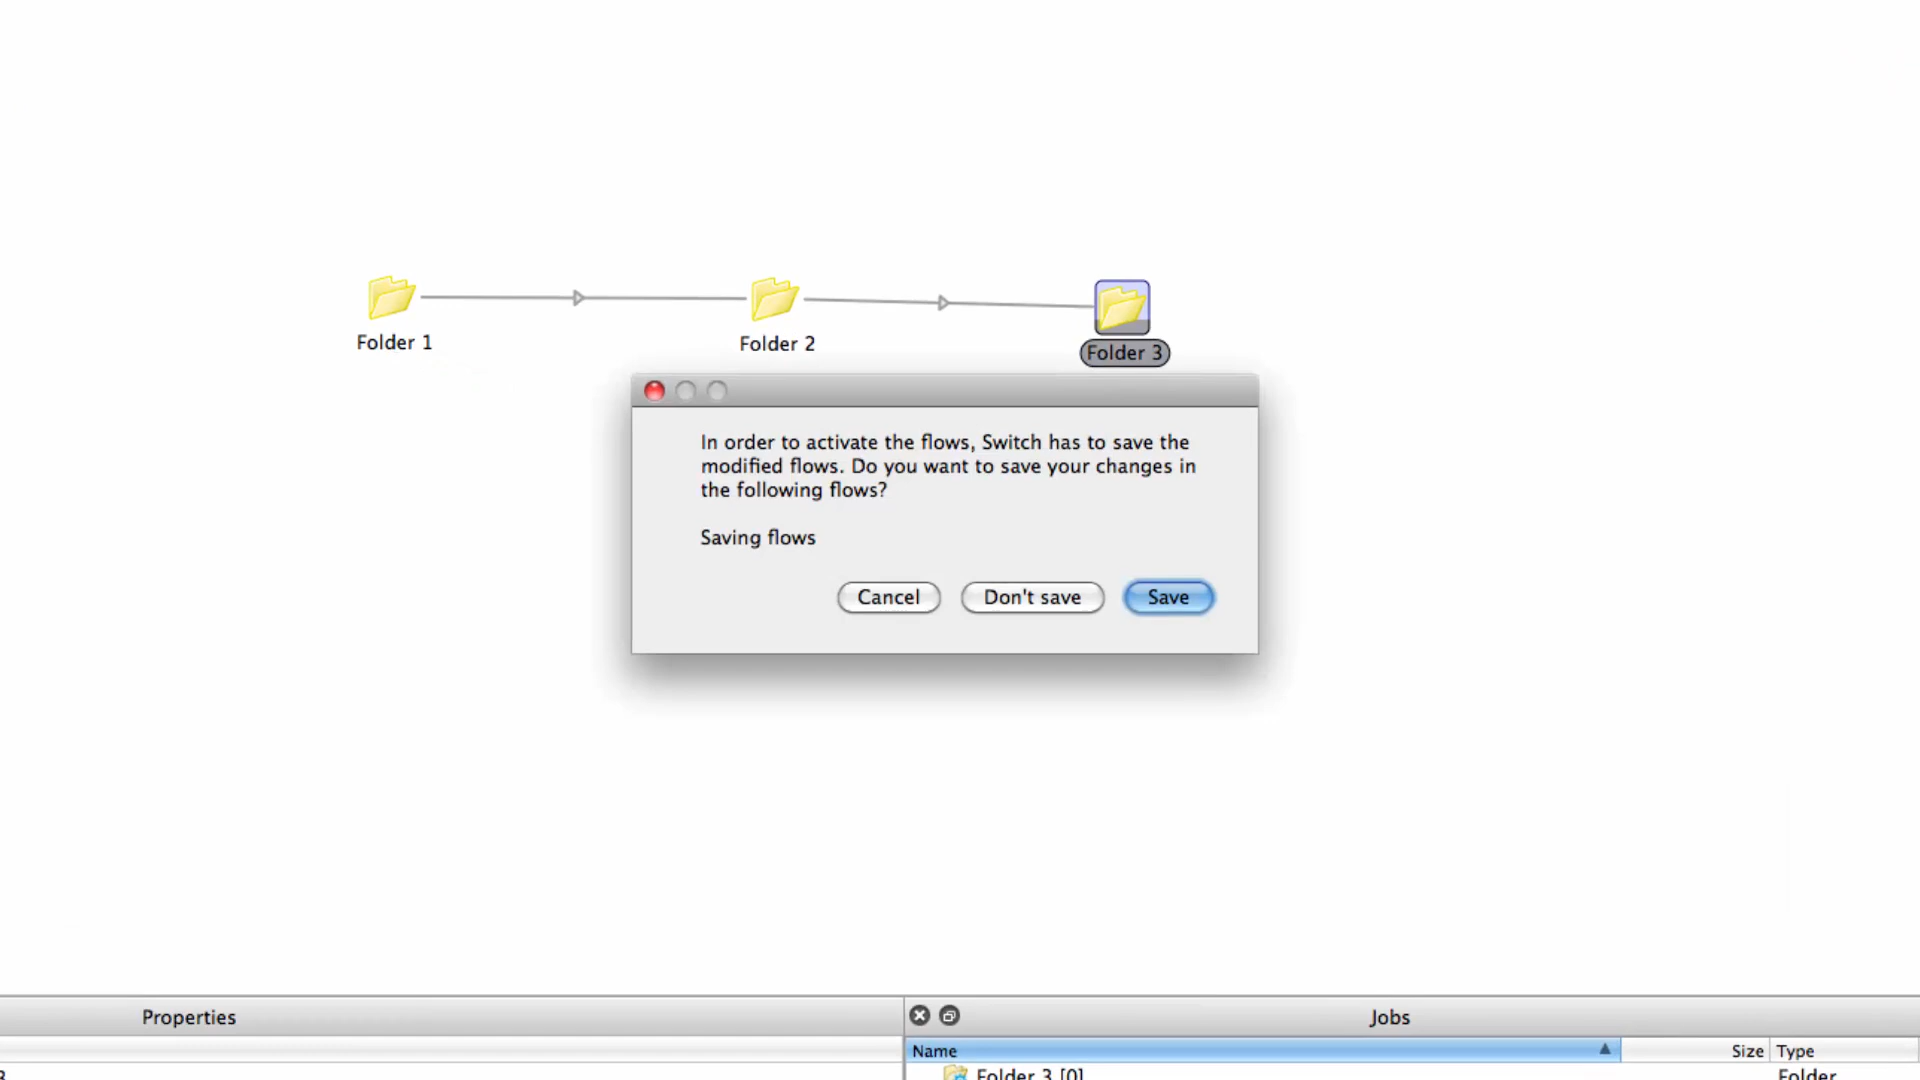 Folder 1
Folder 2
Folder 3
In order to activate the flows, Switch has to save the
modified flows. Do you want to save your changes in
the following flows?
Saving flows
Cancel
Don't save
Save
Properties
Jobs
Name
Size
Type
Folder 3 [0]
Folder